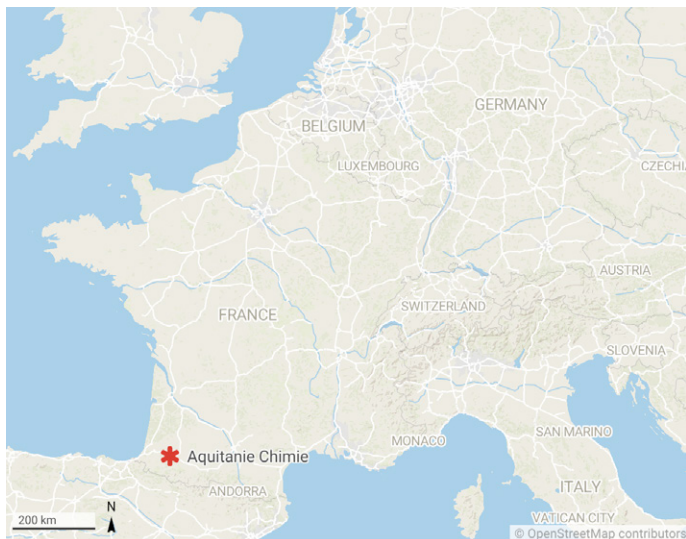 GERMANY
BELGIUM
LUXEMBOURG
CZECHI
AUSTRIA
SWITZERLAND
FRANCE
SLOVENIA
SAN MARINO
MONACO
Aquitanie Chimie
ITALY
ANDORRA
N
VATICAN CITY
200 km
© OpenStreetMap contributors